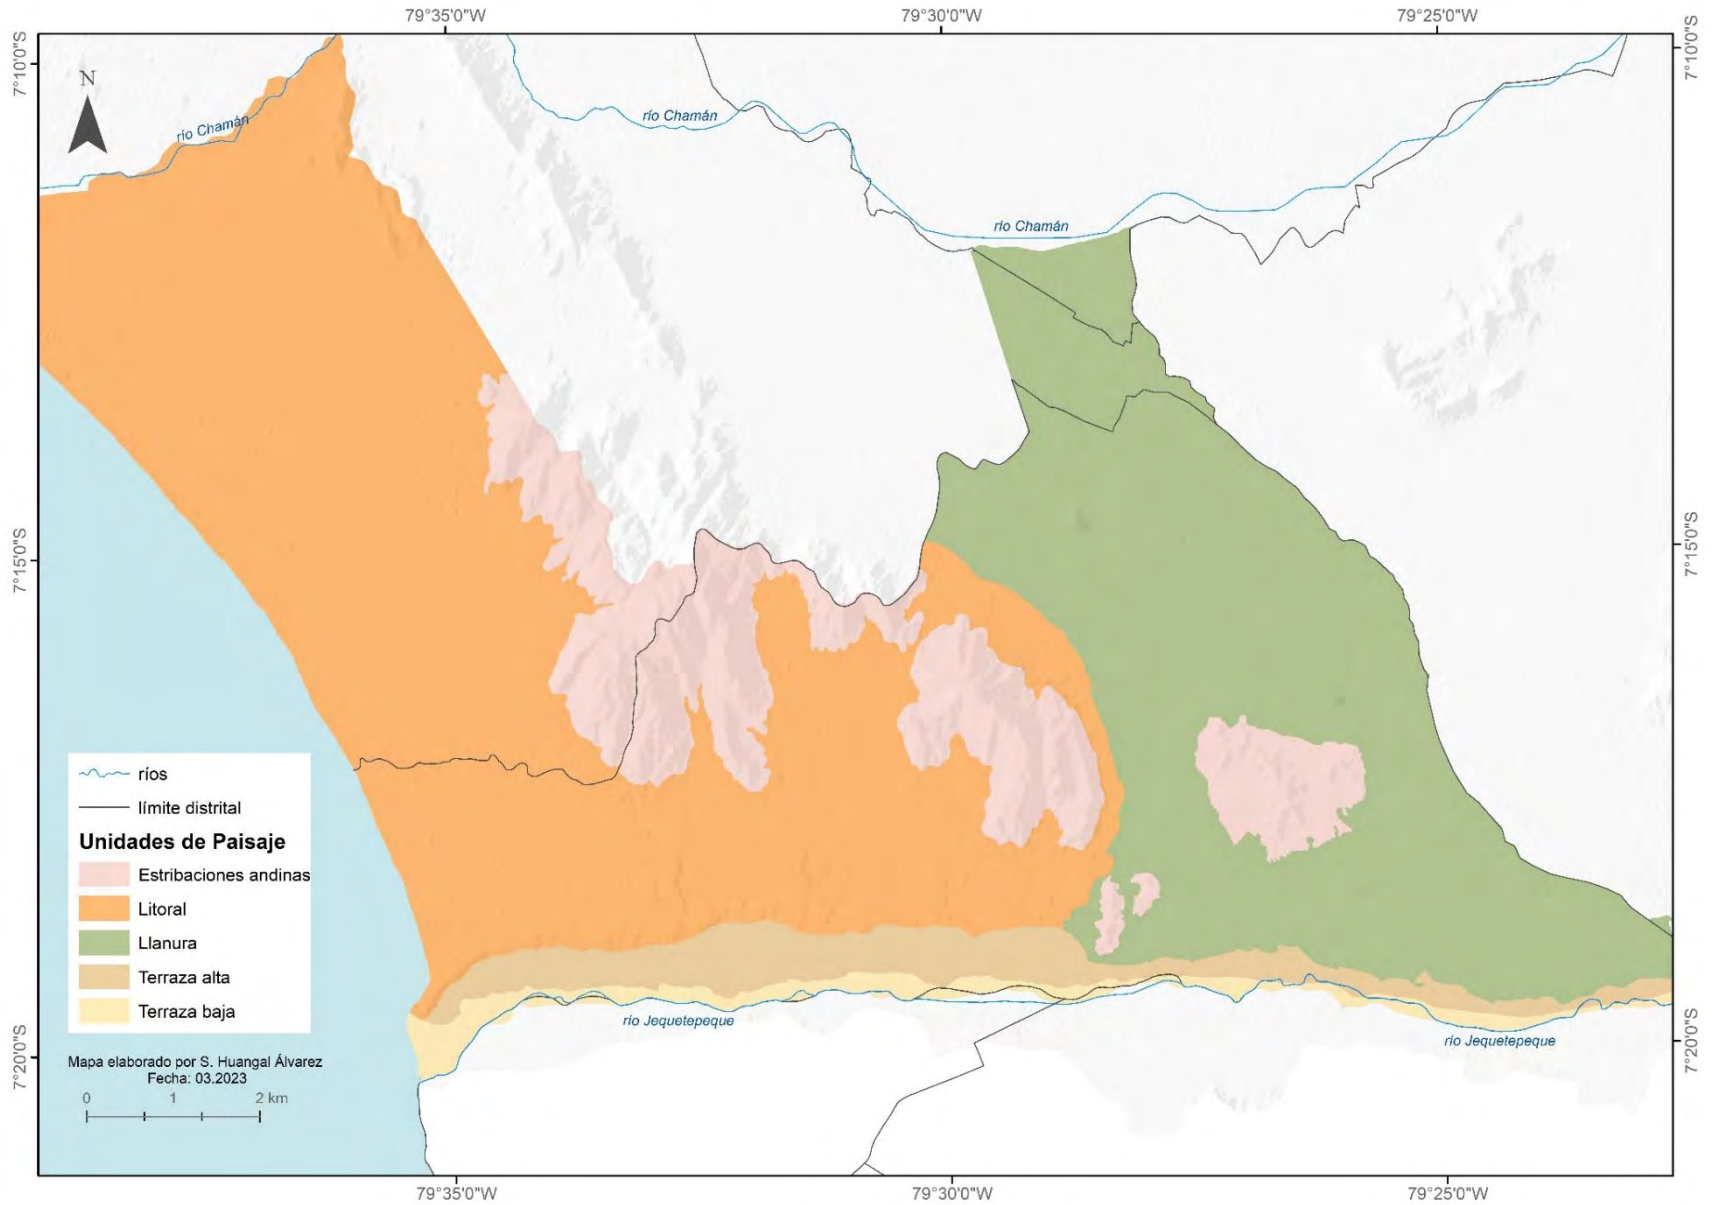 79°35'0"W 79°30'0"W 79°25'0"W
7°10'0"S
7°10'0"S
N
río Chamán
río Chamán
río Chamán
7°15'0"S
7°15'0"S
ríos
límite distrital
Unidades de Paisaje
Estribaciones andinas
Litoral
Llanura
Terraza alta
Terraza baja
río Jequetepeque
río Jequetepeque
7°20'0"S
7°20'0"S
Mapa elaborado por S. Huangal Álvarez
Fecha: 03.2023
0 1 2 km
79°35'0"W 79°30'0"W 79°25'0"W